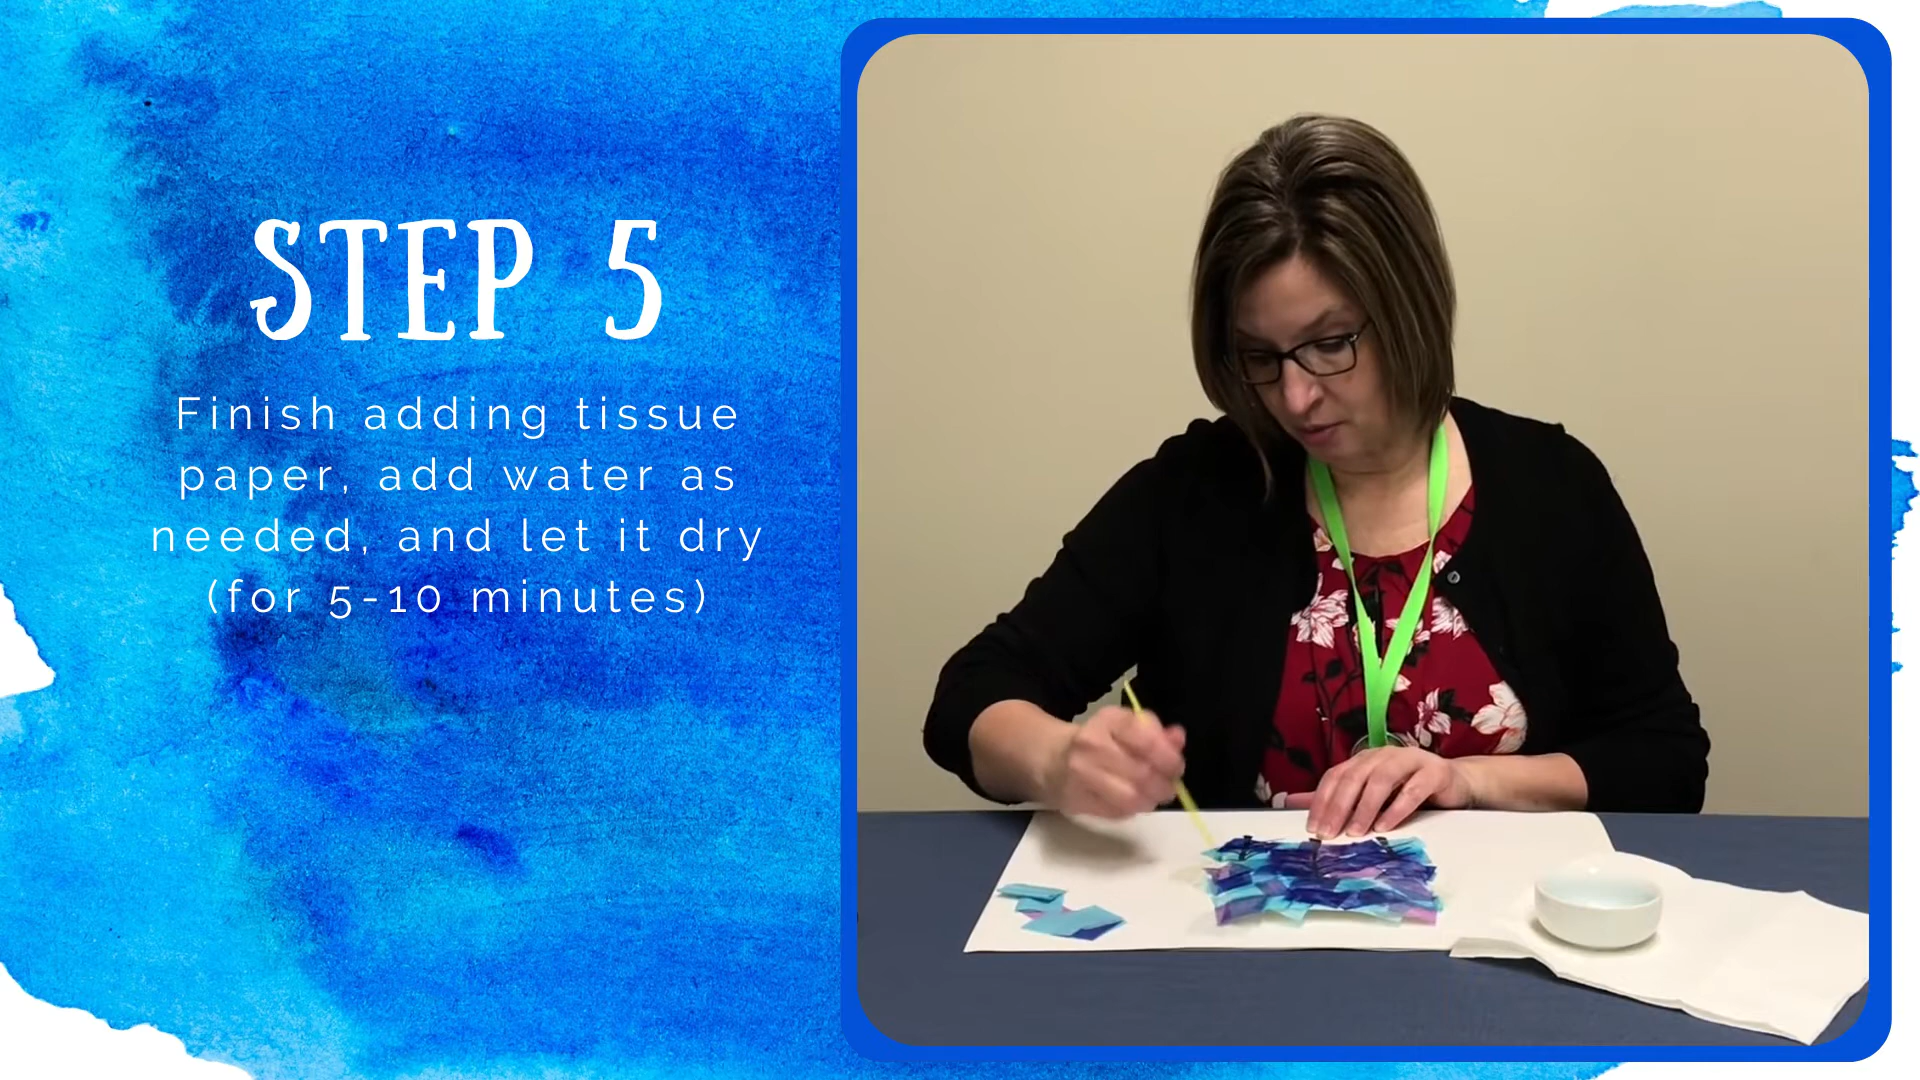 STEP 5
Finish adding tissue
paper, add water as
needed, and let it dry
(for 5-10 minutes)